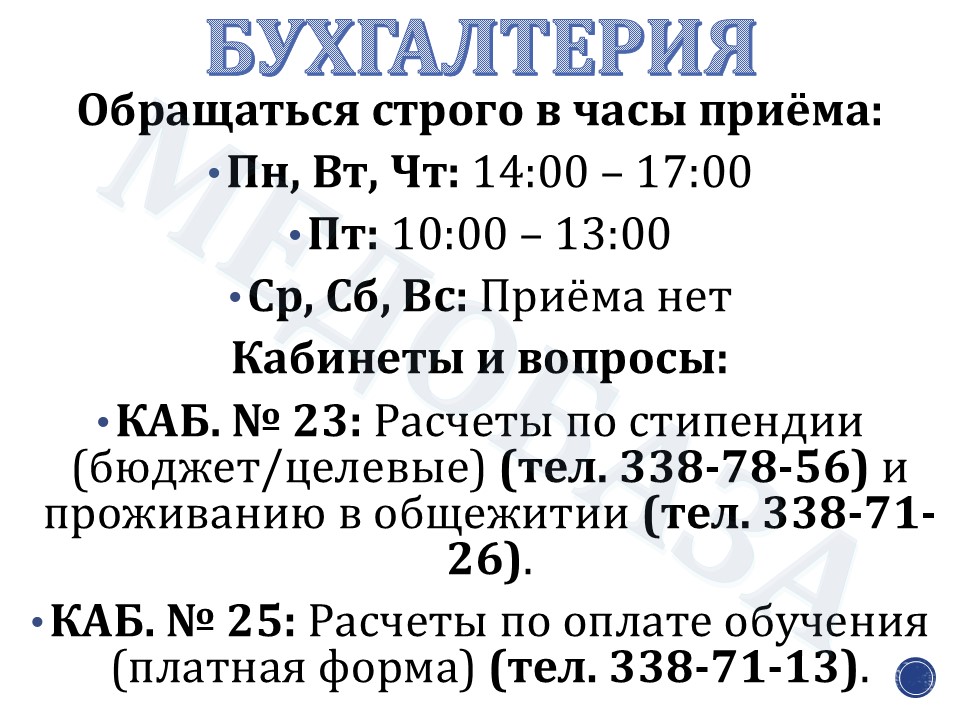 БУХГАЛТЕРИЯ
Обращаться строго в часы приёма:
• Пн, Вт, Чт: 14:00 – 17:00
• Пт: 10:00 – 13:00
• Ср, Сб, Вс: Приёма нет
Кабинеты и вопросы:
• КАБ. № 23: Расчеты по стипендии
(бюджет/целевые) (тел. 338-78-56) и
проживанию в общежитии (тел. 338-71-
26).
• КАБ. № 25: Расчеты по оплате обучения
(платная форма) (тел. 338-71-13).
МЕДОБАЗА